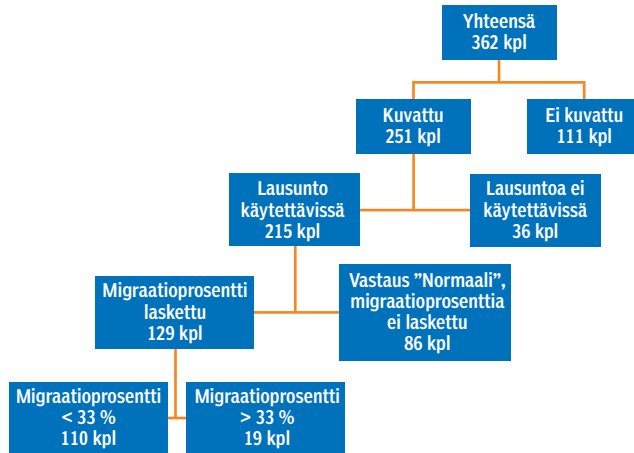 Yhteensä
362 kpl
Kuvattu
251 kpl
Ei kuvattu
111 kpl
Lausunto
käytettävissä
215 kpl
Lausuntoa ei
käytettävissä
36 kpl
Migraatioprosentti
laskettu
129 kpl
Vastaus ”Normaali”,
migraatioprosenttia
ei laskettu
86 kpl
Migraatioprosentti
< 33 %
110 kpl
Migraatioprosentti
> 33 %
19 kpl